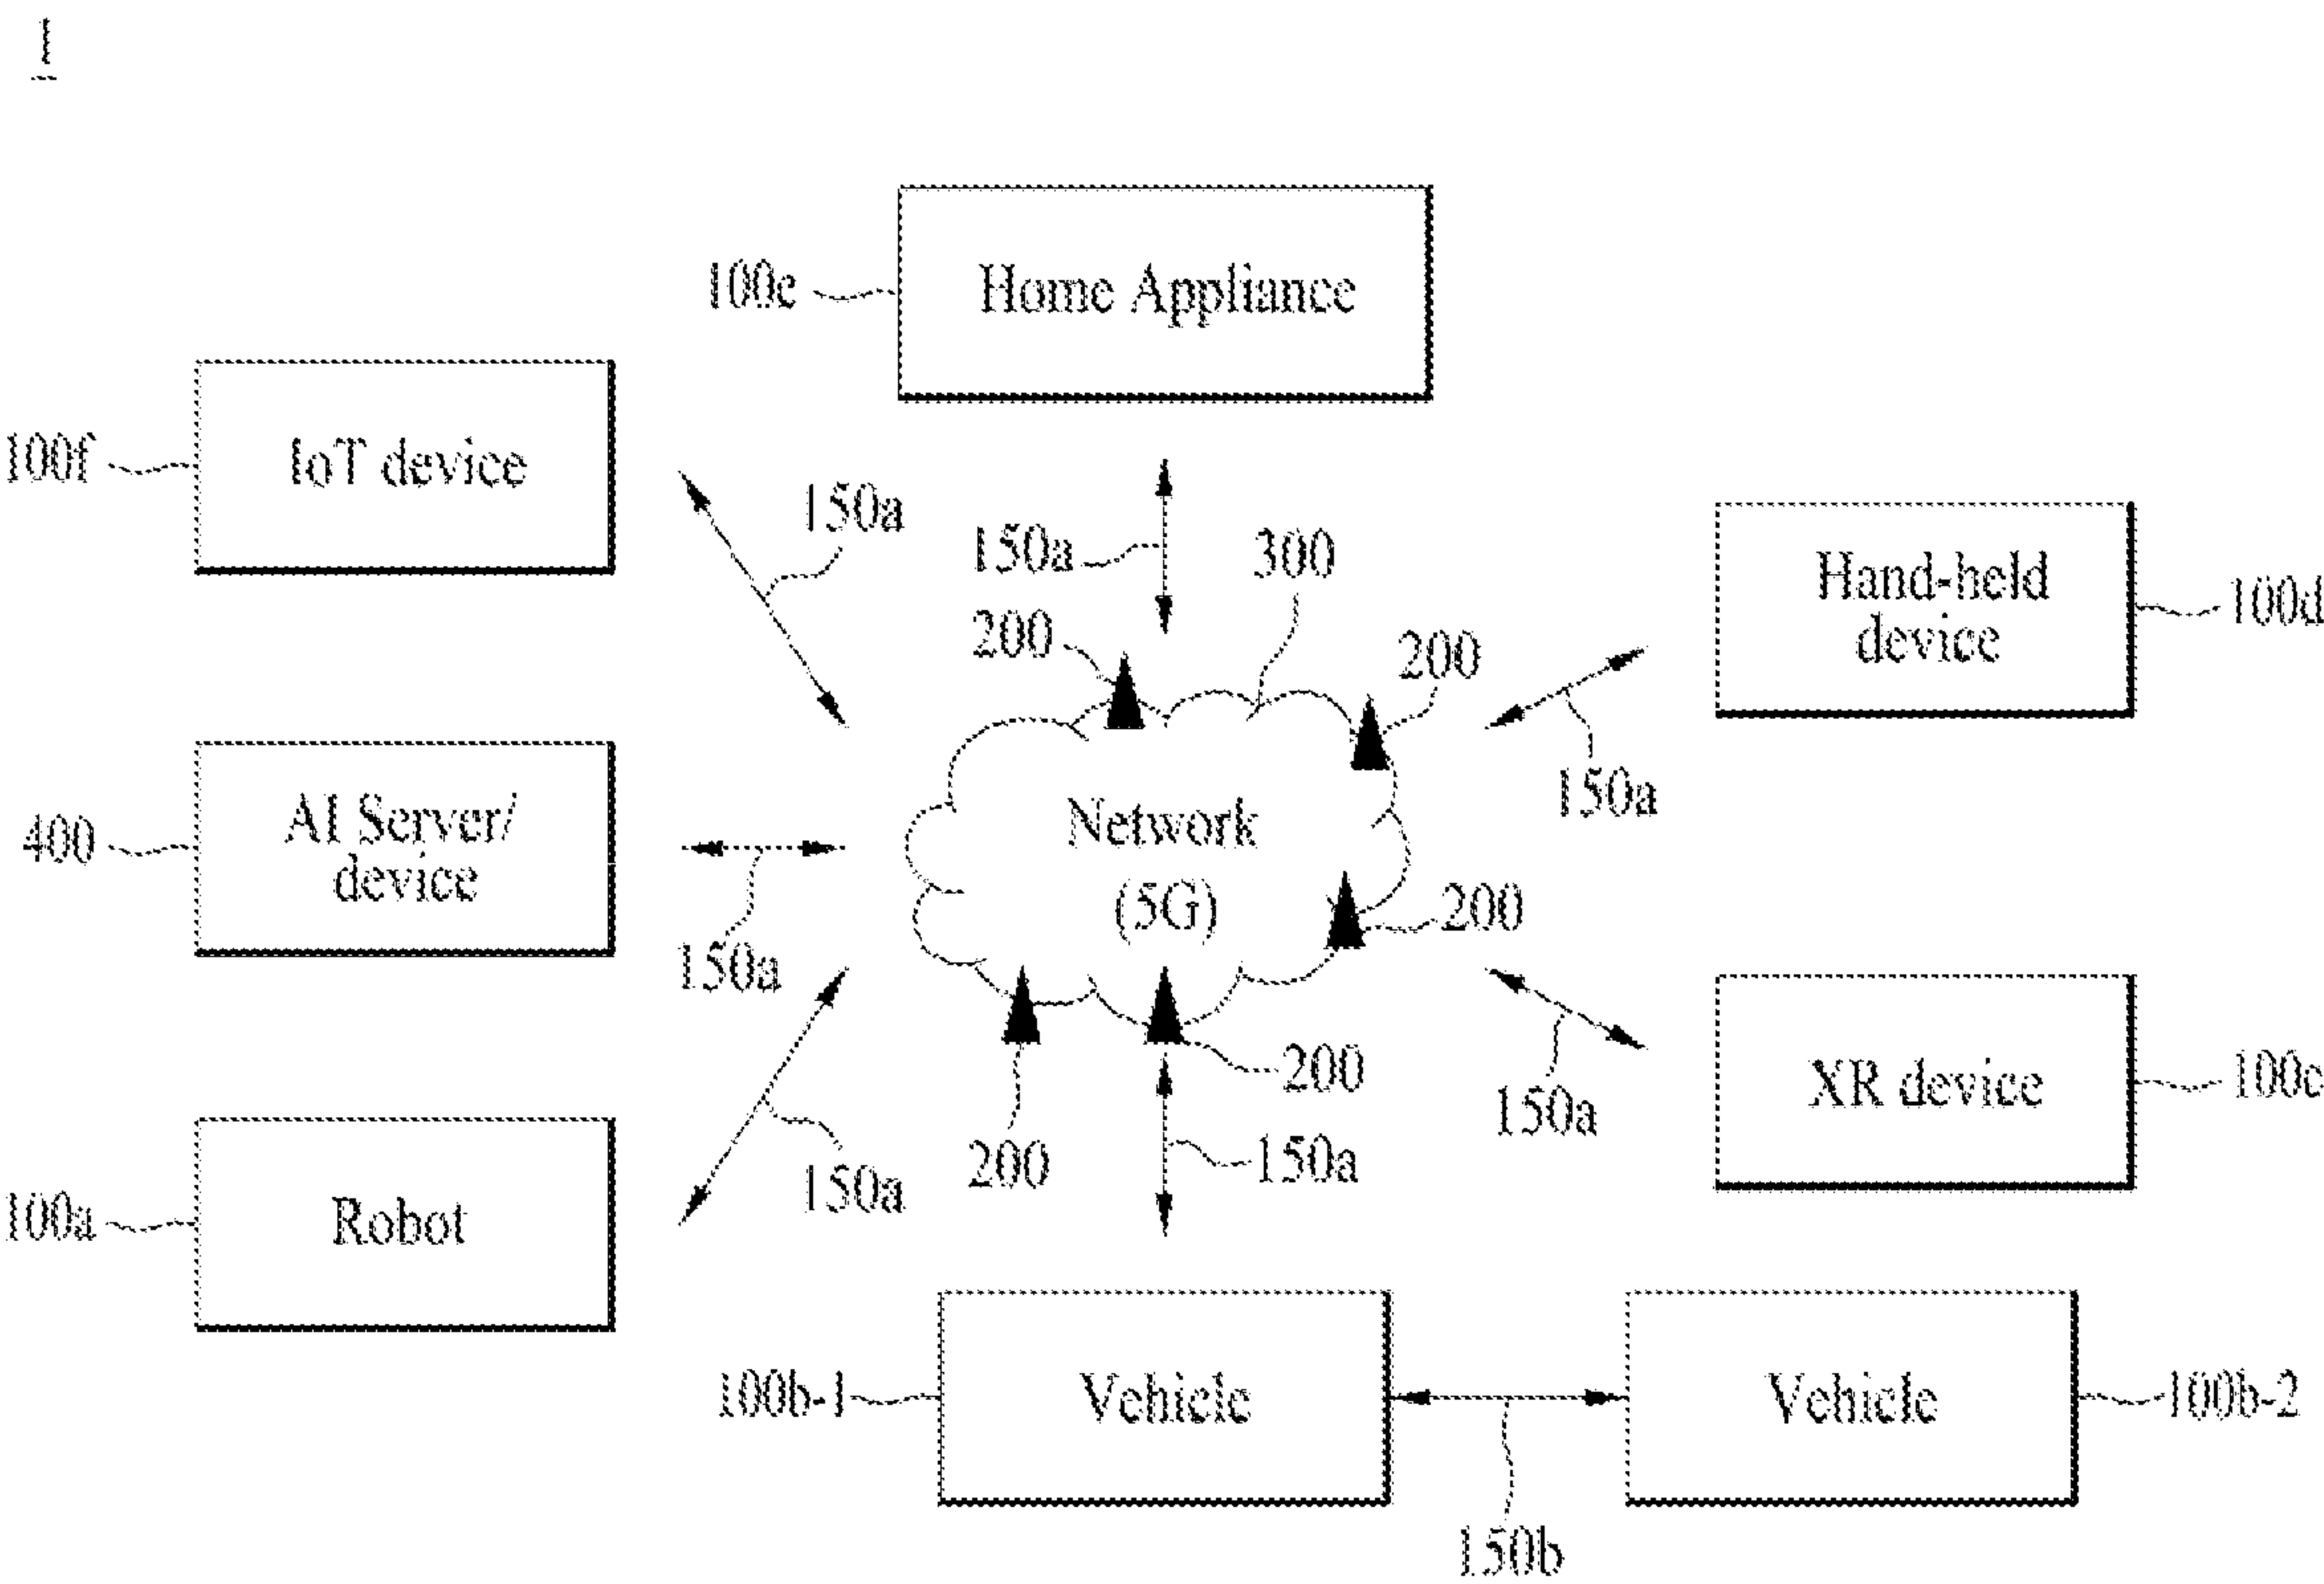 1
100e
Home Appliance
100f
IoT device
150a
150a
300
Hand-held
device
100d
200
200
150a
400
AI Server/
device
Network
(5G)
150a
200
XR device
100c
150a
200
200
150a
150a
100a
Robot
100b-1
Vehicle
Vehicle
100b-2
150b